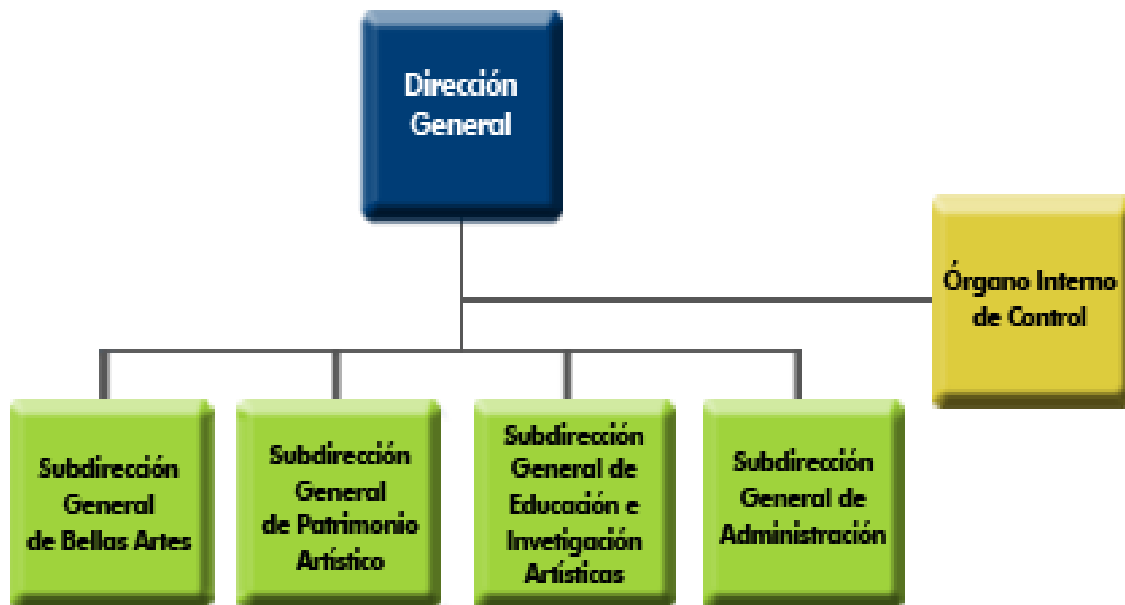 Dirección
General
Órgano Interno
de Control
Subdirección
General
de Bellas Artes
Subdirección
General
de Patrimonio
Artístico
Subdirección
General de
Educación e
Invetigación
Artísticas
Subdirección
General de
Administración